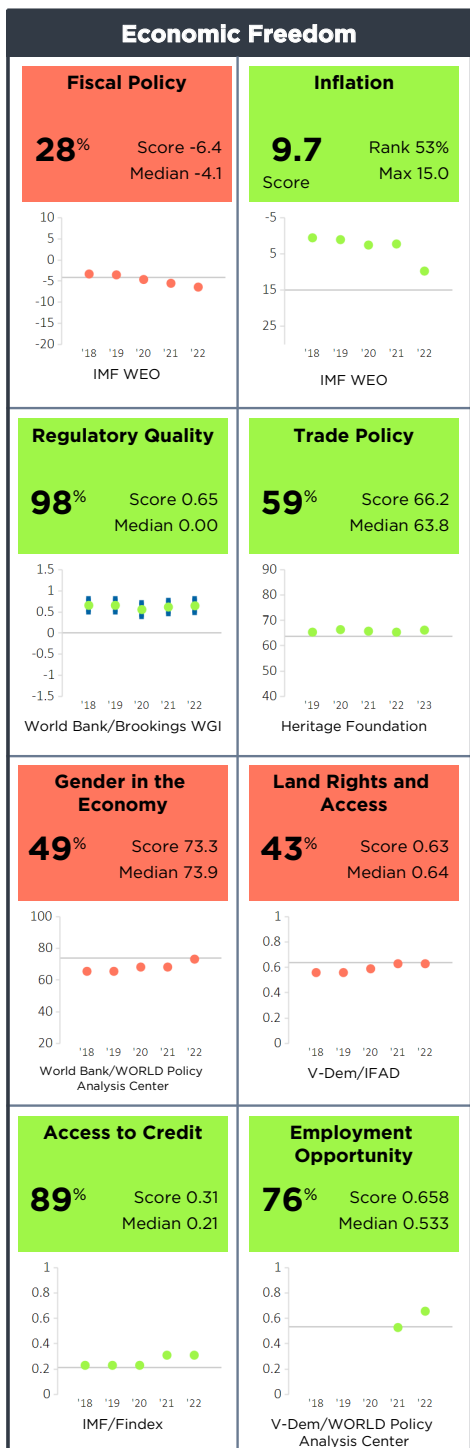 Economic Freedom
Fiscal Policy
28%
Score -6.4
Median -4.1
10
5
0
-5
-10
-15
-20
'18 '19 '20 '21 '22
IMF WEO
Inflation
9.7
Score
Rank 53%
Max 15.0
-5
5
15
25
'18 '19 '20 '21 '22
IMF WEO
Regulatory Quality
98%
Score 0.65
Median 0.00
1.5
1
0.5
0
-0.5
-1
-1.5
'18 '19 '20 '21 '22
World Bank/Brookings WGI
Trade Policy
59%
Score 66.2
Median 63.8
90
80
70
60
50
40
'19 '20 '21 '22 '23
Heritage Foundation
Gender in the
Economy
49%
Score 73.3
Median 73.9
100
80
60
40
20
'18 '19 '20 '21 '22
World Bank/WORLD Policy
Analysis Center
Land Rights and
Access
43%
Score 0.63
Median 0.64
1
0.8
0.6
0.4
0.2
0
'18 '19 '20 '21 '22
V-Dem/IFAD
Access to Credit
89%
Score 0.31
Median 0.21
1
0.8
0.6
0.4
0.2
0
'18 '19 '20 '21 '22
IMF/Findex
Employment
Opportunity
76%
Score 0.658
Median 0.533
1
0.8
0.6
0.4
0.2
0
'18 '19 '20 '21 '22
V-Dem/WORLD Policy
Analysis Center